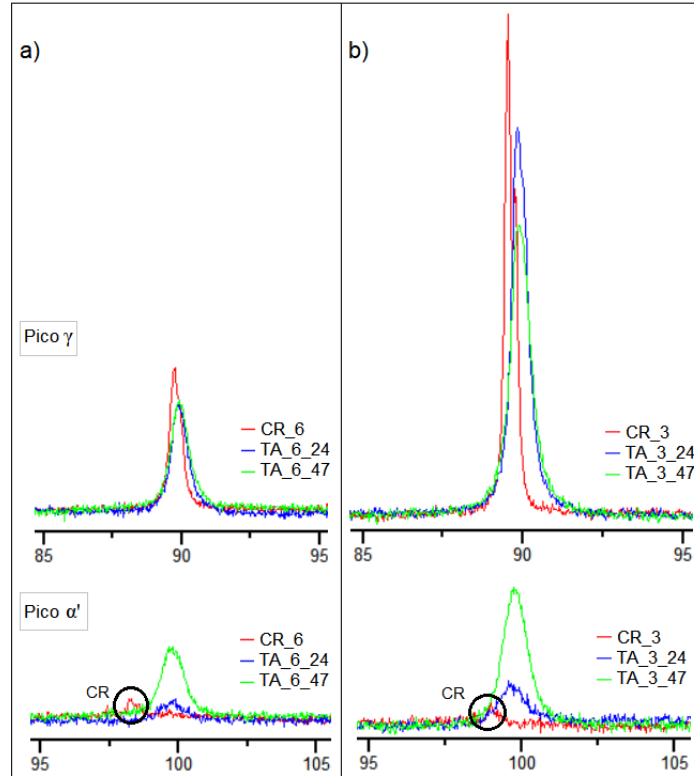 a)
Pico γ
CR_6
TA_6_24
TA_6_47
85 90 95
Pico α'
CR
CR_6
TA_6_24
TA_6_47
95 100 105
b)
CR_3
TA_3_24
TA_3_47
85 90 95
CR
CR_3
TA_3_24
TA_3_47
95 100 105